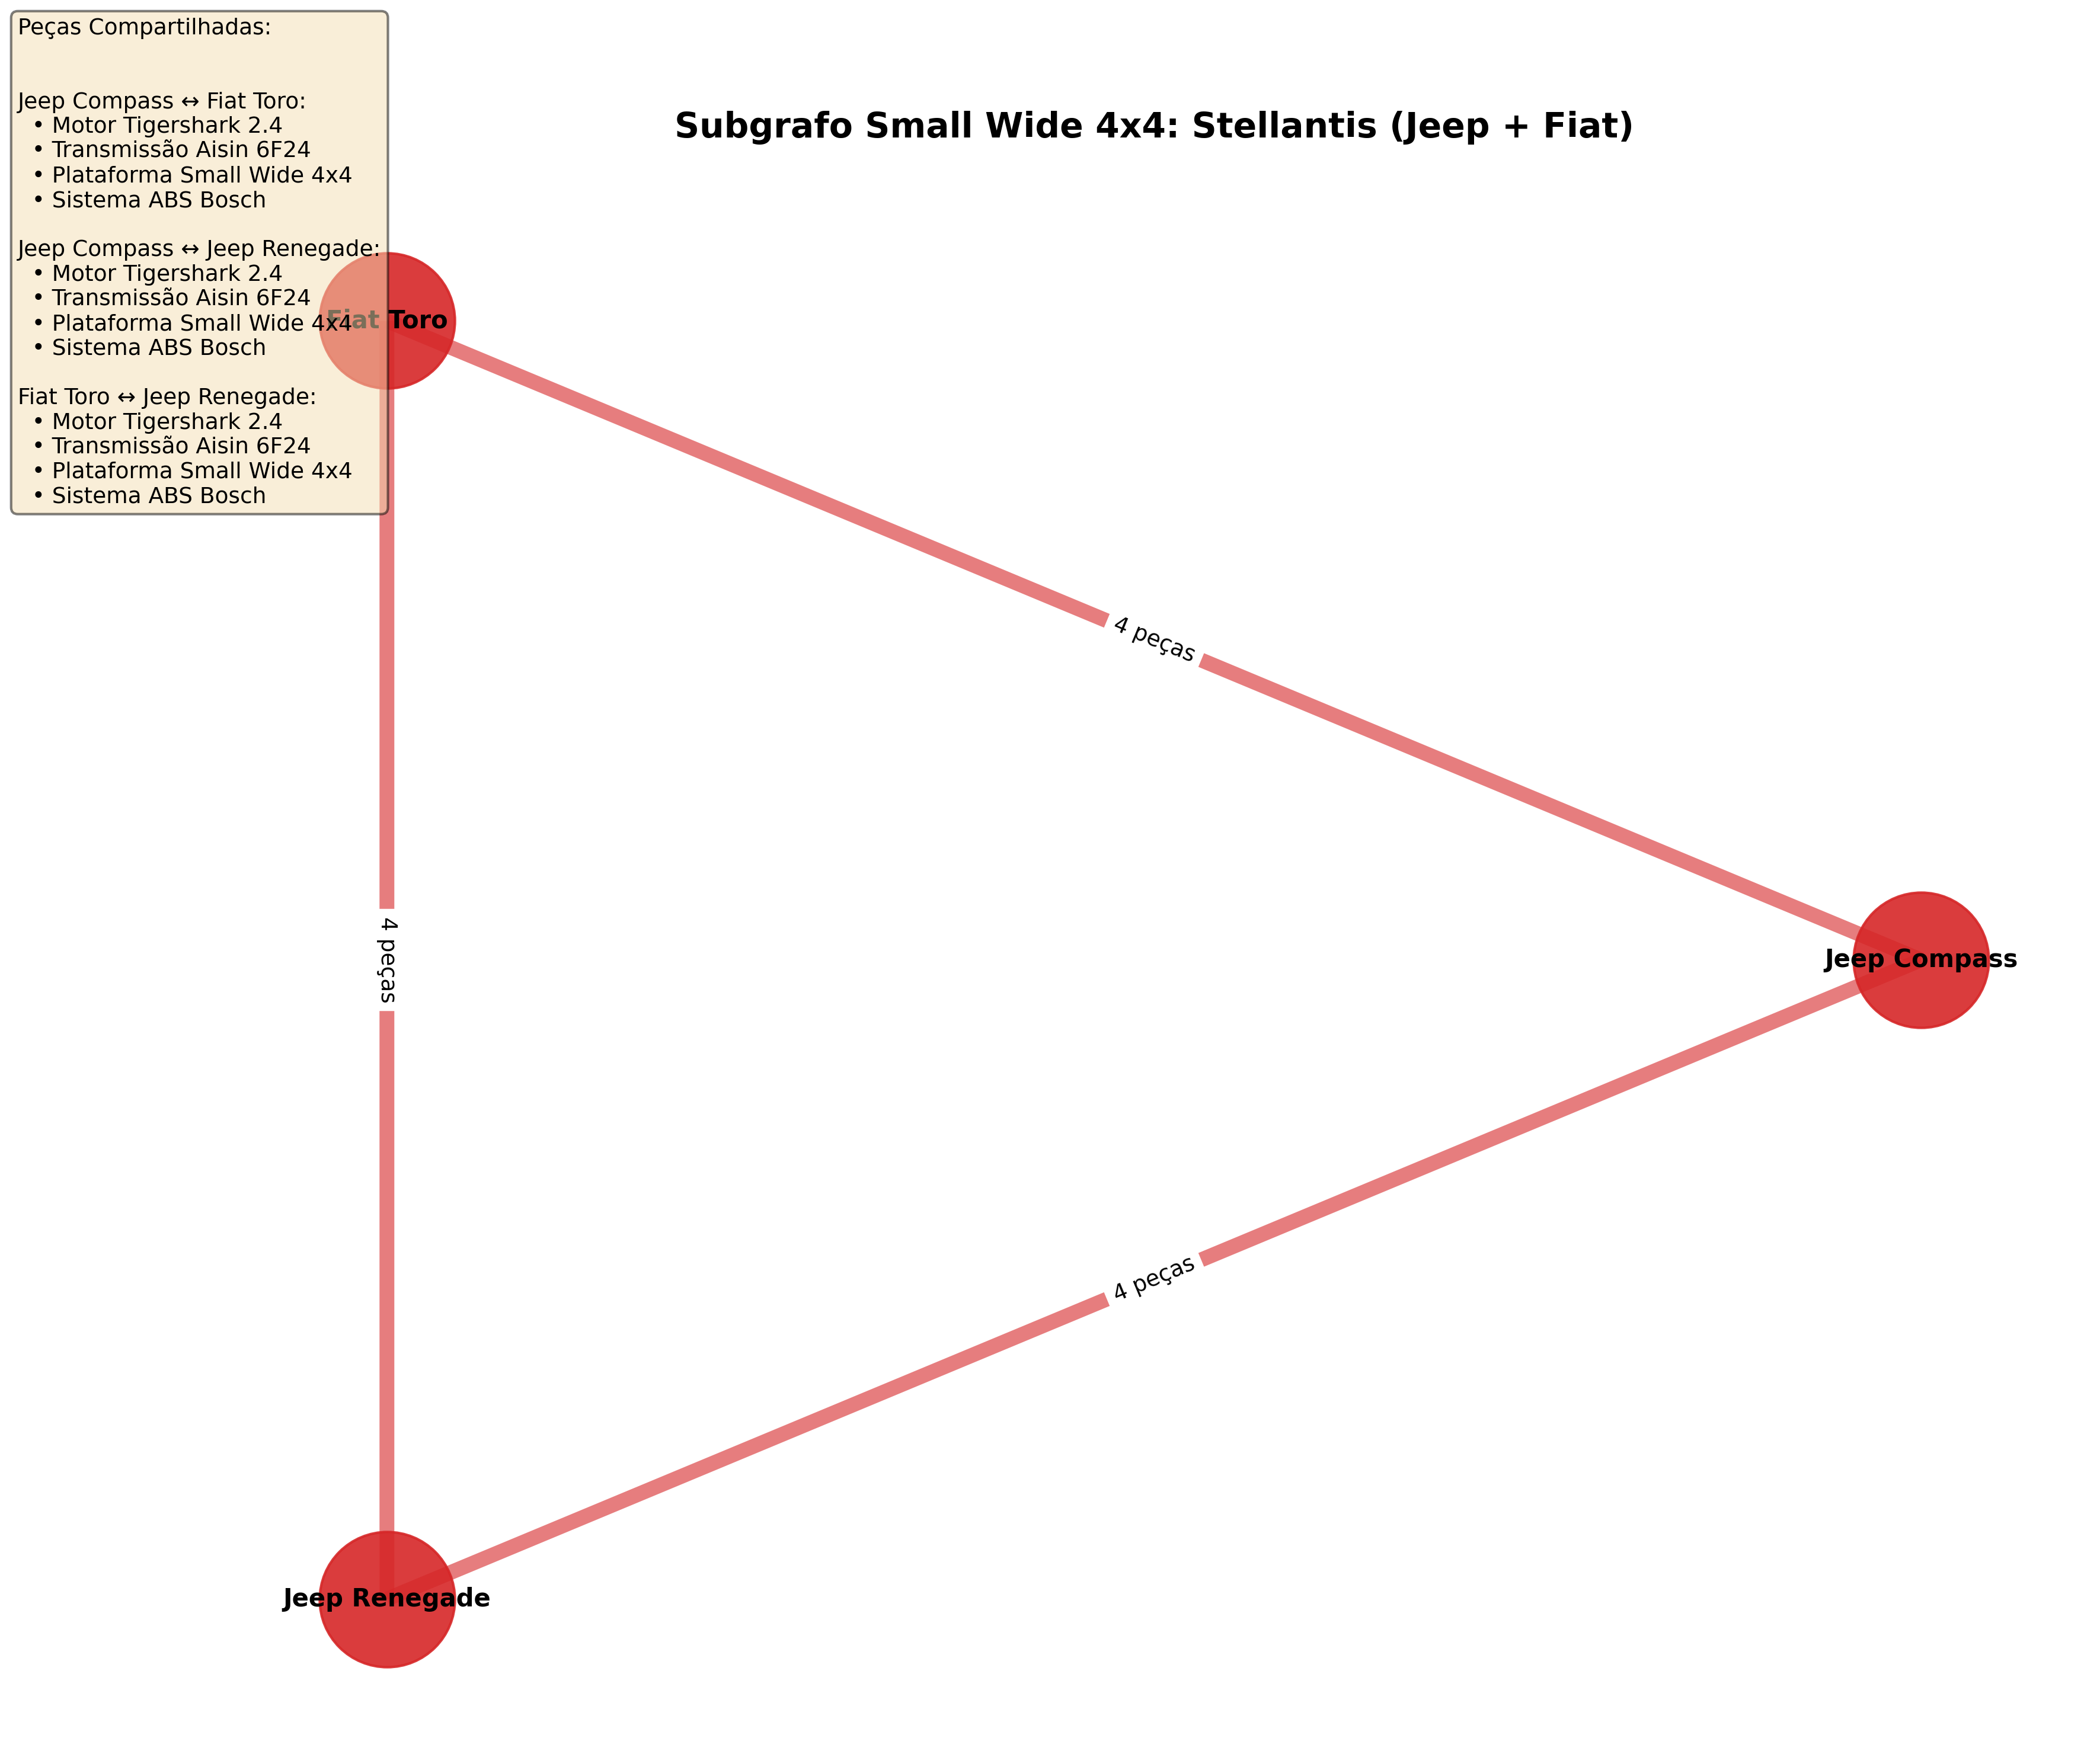 Peças Compartilhadas:
Jeep Compass ↔ Fiat Toro:
• Motor Tigershark 2.4
• Transmissão Aisin 6F24
• Plataforma Small Wide 4x4
• Sistema ABS Bosch
Jeep Compass ↔ Jeep Renegade:
• Motor Tigershark 2.4
• Transmissão Aisin 6F24
• Plataforma Small Wide 4x4
• Sistema ABS Bosch
Fiat Toro ↔ Jeep Renegade:
• Motor Tigershark 2.4
• Transmissão Aisin 6F24
• Plataforma Small Wide 4x4
• Sistema ABS Bosch
Subgrafo Small Wide 4x4: Stellantis (Jeep + Fiat)
Fiat Toro
4 peças
4 peças
Jeep Compass
4 peças
Jeep Renegade